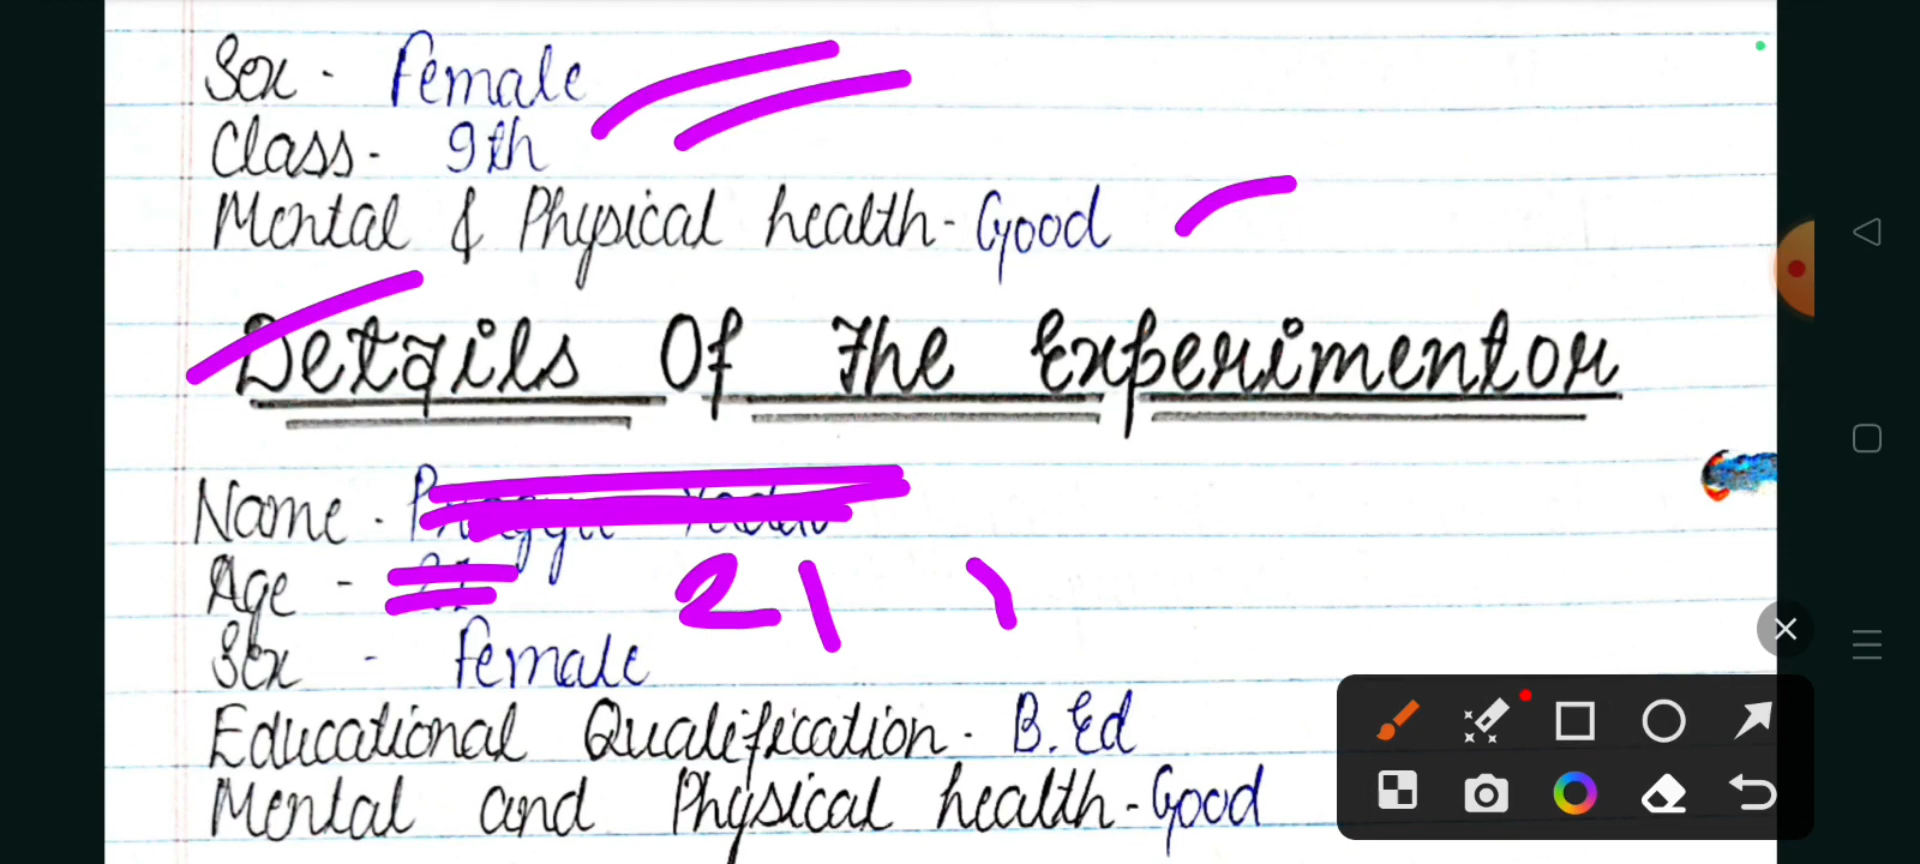 Sex - Female
Class - 9th
Mental & Physical health - Good
Details Of The Experimentor
Name -
Age - 21
Sex - Female
Educational Qualification - B.Ed
Mental and Physical health - Good